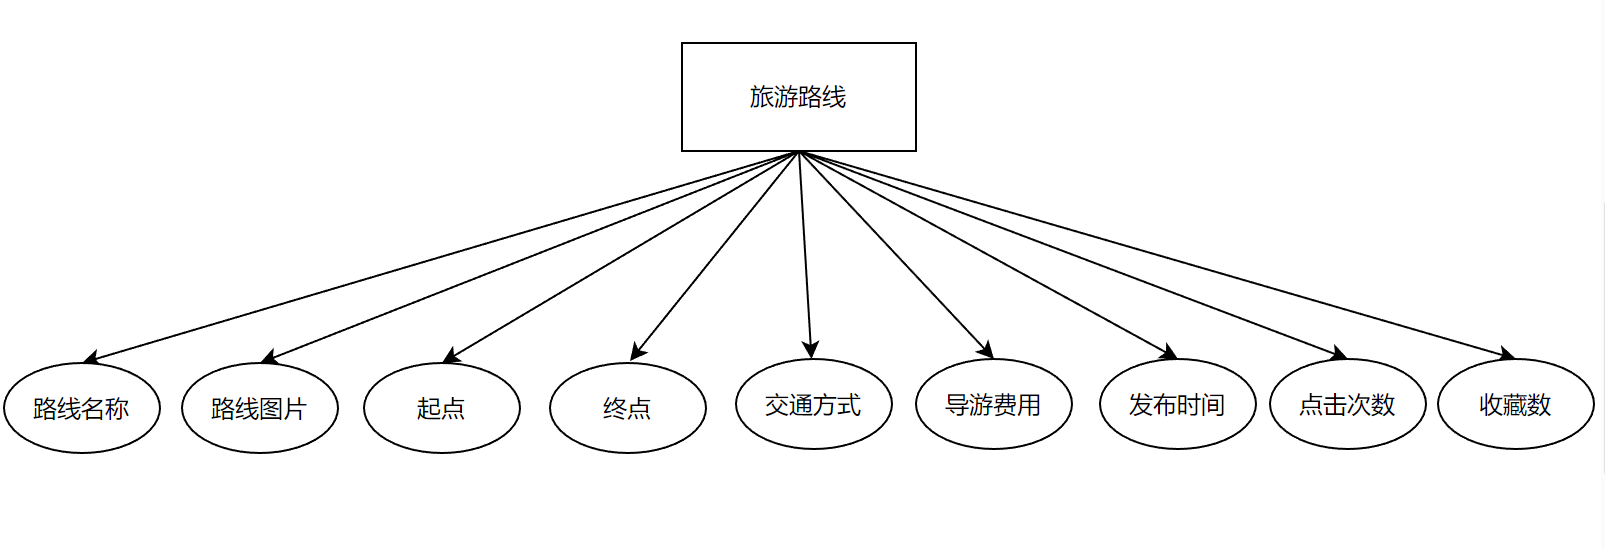 旅游路线
路线名称
路线图片
起点
终点
交通方式
导游费用
发布时间
点击次数
收藏数